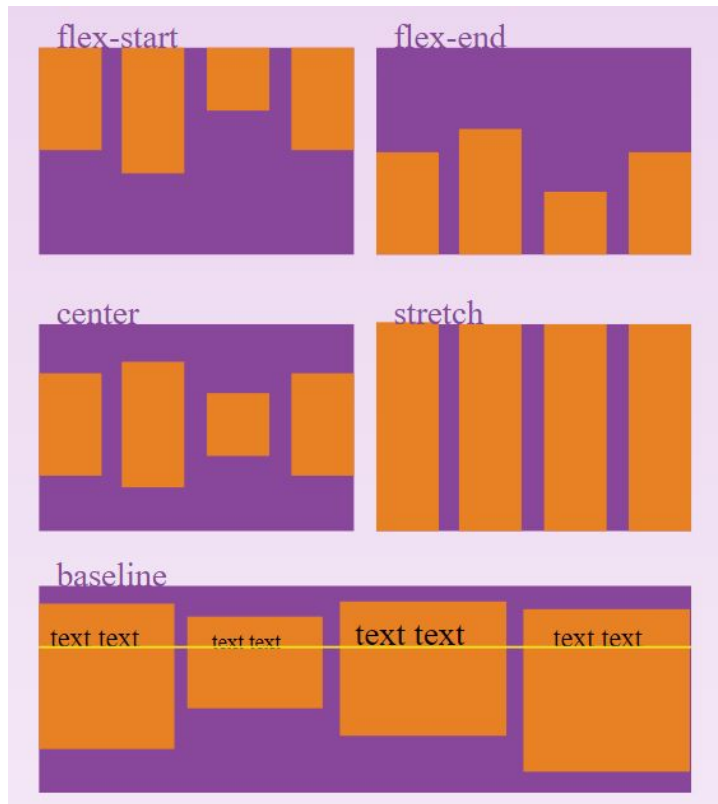 flex-start
flex-end
center
stretch
baseline
text text
text text
text text
text text